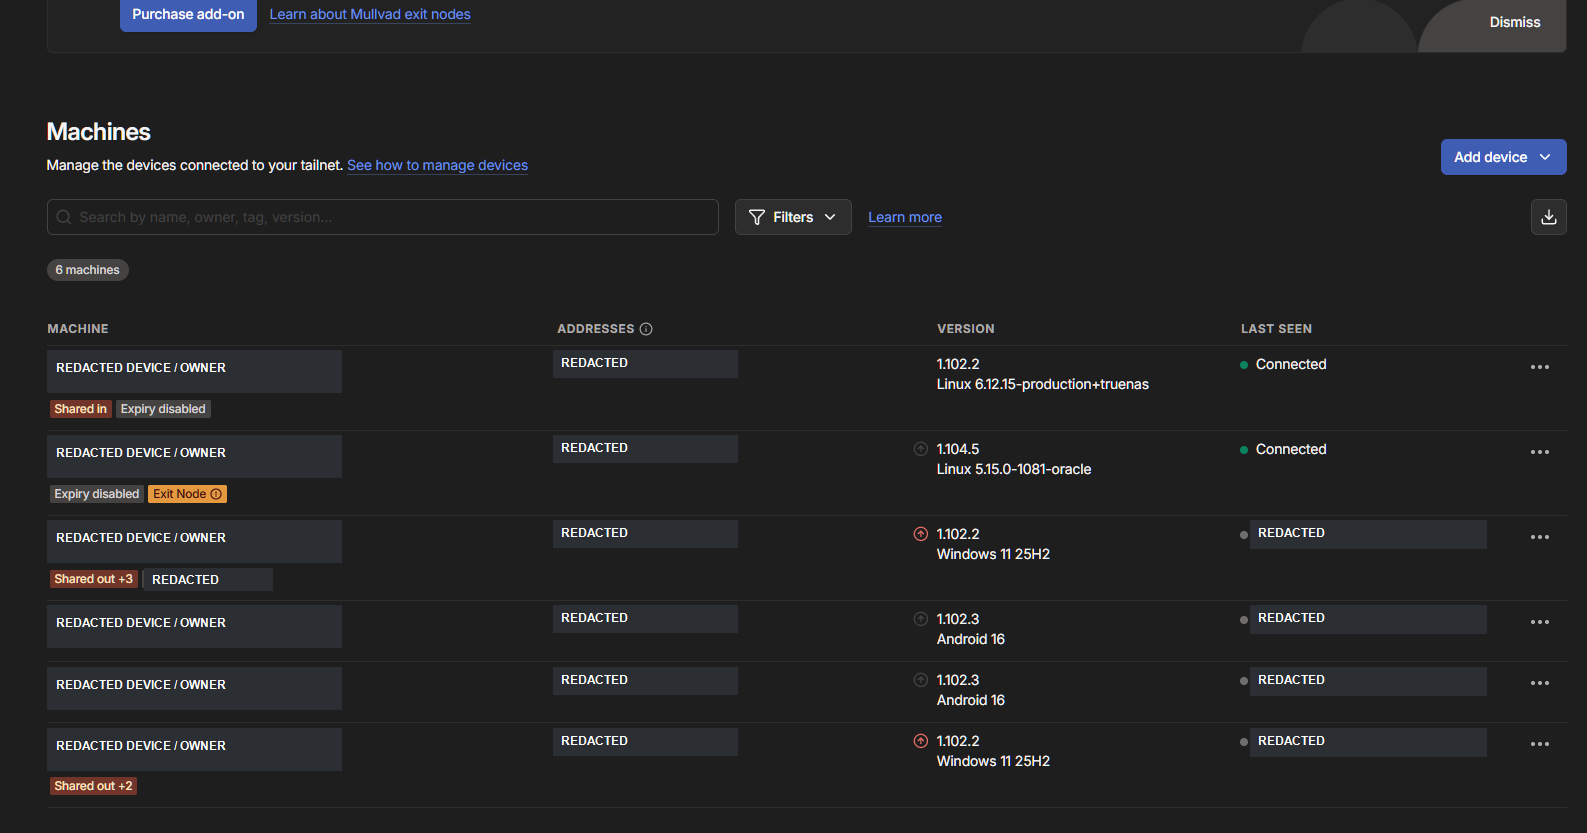 Purchase add-on Learn about Mullvad exit nodes Dismiss
Machines
Manage the devices connected to your tailnet. See how to manage devices
Add device
Search by name, owner, tag, version... Filters Learn more
6 machines
MACHINE ADDRESSES VERSION LAST SEEN
REDACTED DEVICE / OWNER REDACTED 1.102.2 Connected
Linux 6.12.15-production+truenas
Shared in Expiry disabled
REDACTED DEVICE / OWNER REDACTED 1.104.5 Connected
Linux 5.15.0-1081-oracle
Expiry disabled Exit Node
REDACTED DEVICE / OWNER REDACTED 1.102.2 REDACTED
Windows 11 25H2
Shared out +3 REDACTED
REDACTED DEVICE / OWNER REDACTED 1.102.3 REDACTED
Android 16
REDACTED DEVICE / OWNER REDACTED 1.102.3 REDACTED
Android 16
REDACTED DEVICE / OWNER REDACTED 1.102.2 REDACTED
Windows 11 25H2
Shared out +2